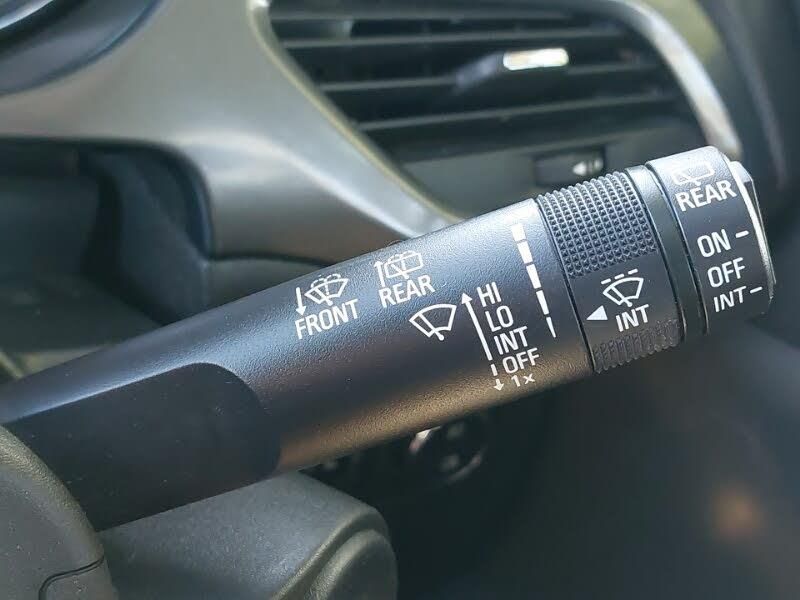 FRONT
REAR
HI
LO
INT
OFF
1x
INT
REAR
ON
OFF
INT